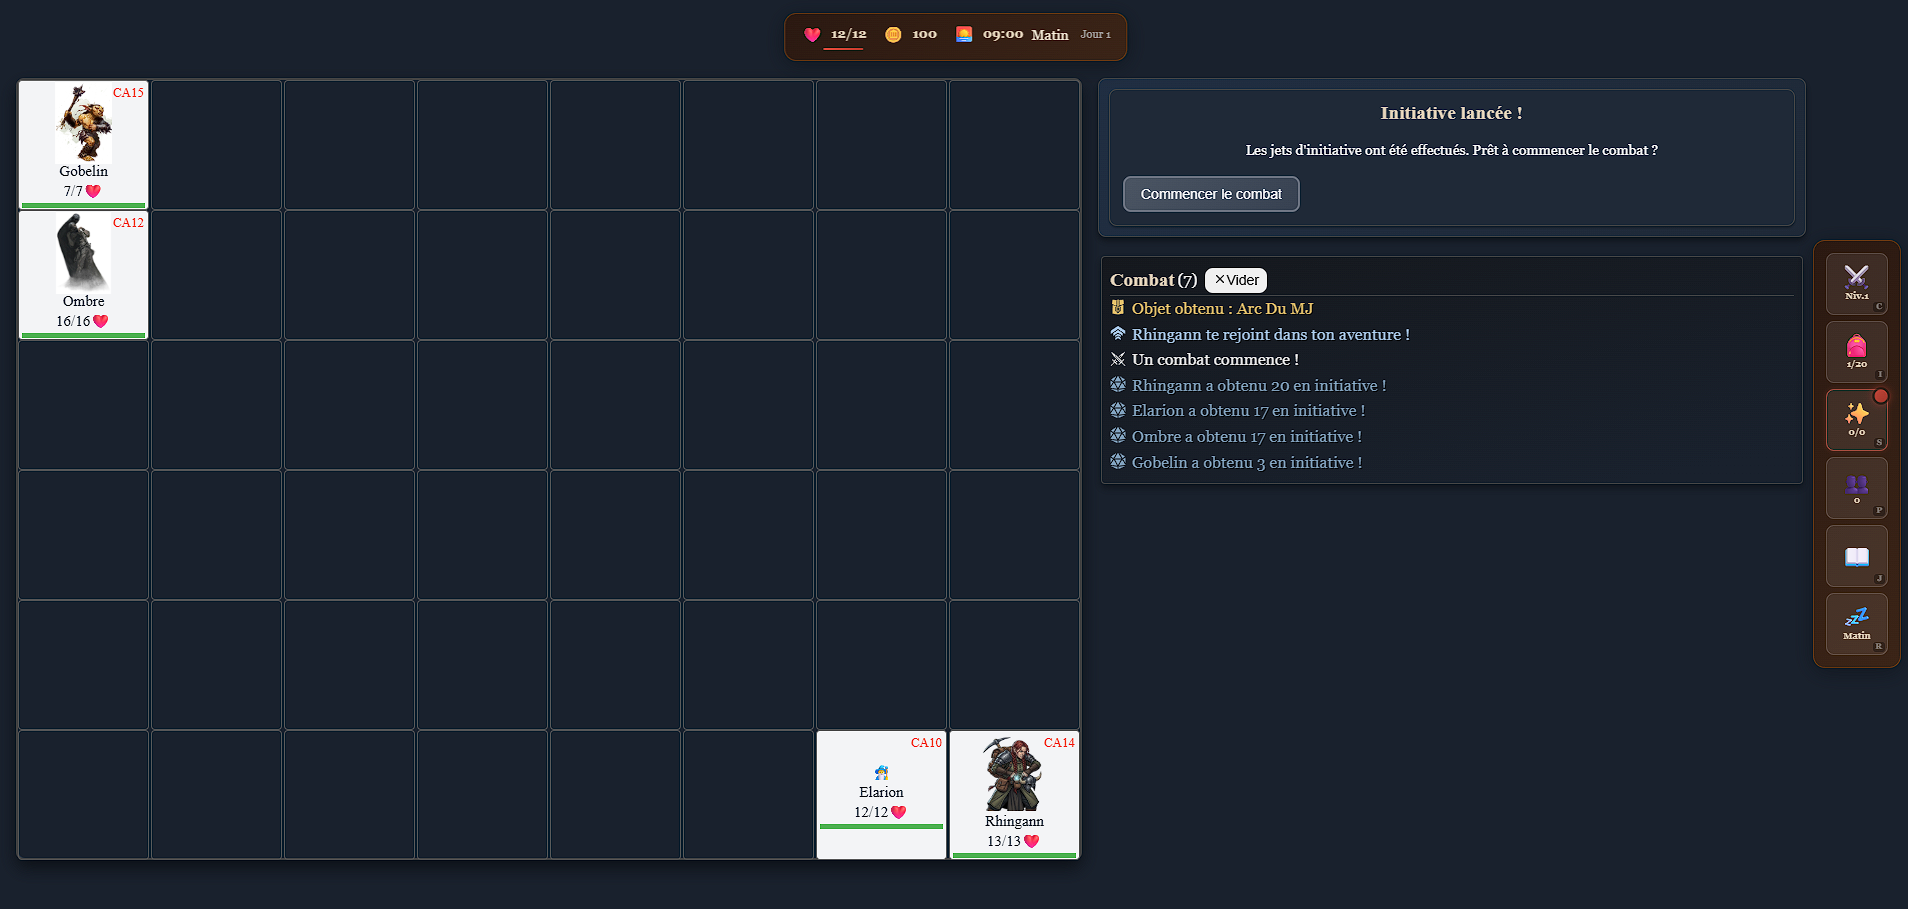 12/12 100 09:00 Matin Jour 1
CA15
Gobelin
7/7
CA12
Ombre
16/16
CA10
Elarion
12/12
CA14
Rhingann
13/13
Initiative lancée !
Les jets d'initiative ont été effectués. Prêt à commencer le combat ?
Commencer le combat
Combat (7) ✕Vider
Objet obtenu : Arc Du MJ
Rhingann te rejoint dans ton aventure !
Un combat commence !
Rhingann a obtenu 20 en initiative !
Elarion a obtenu 17 en initiative !
Ombre a obtenu 17 en initiative !
Gobelin a obtenu 3 en initiative !
Niv.1
C
1/20
I
0/0
S
0
P
J
Matin
R